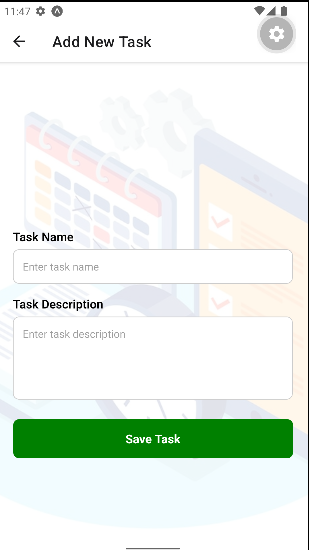 11:47
Add New Task
Task Name
Enter task name
Task Description
Enter task description
Save Task